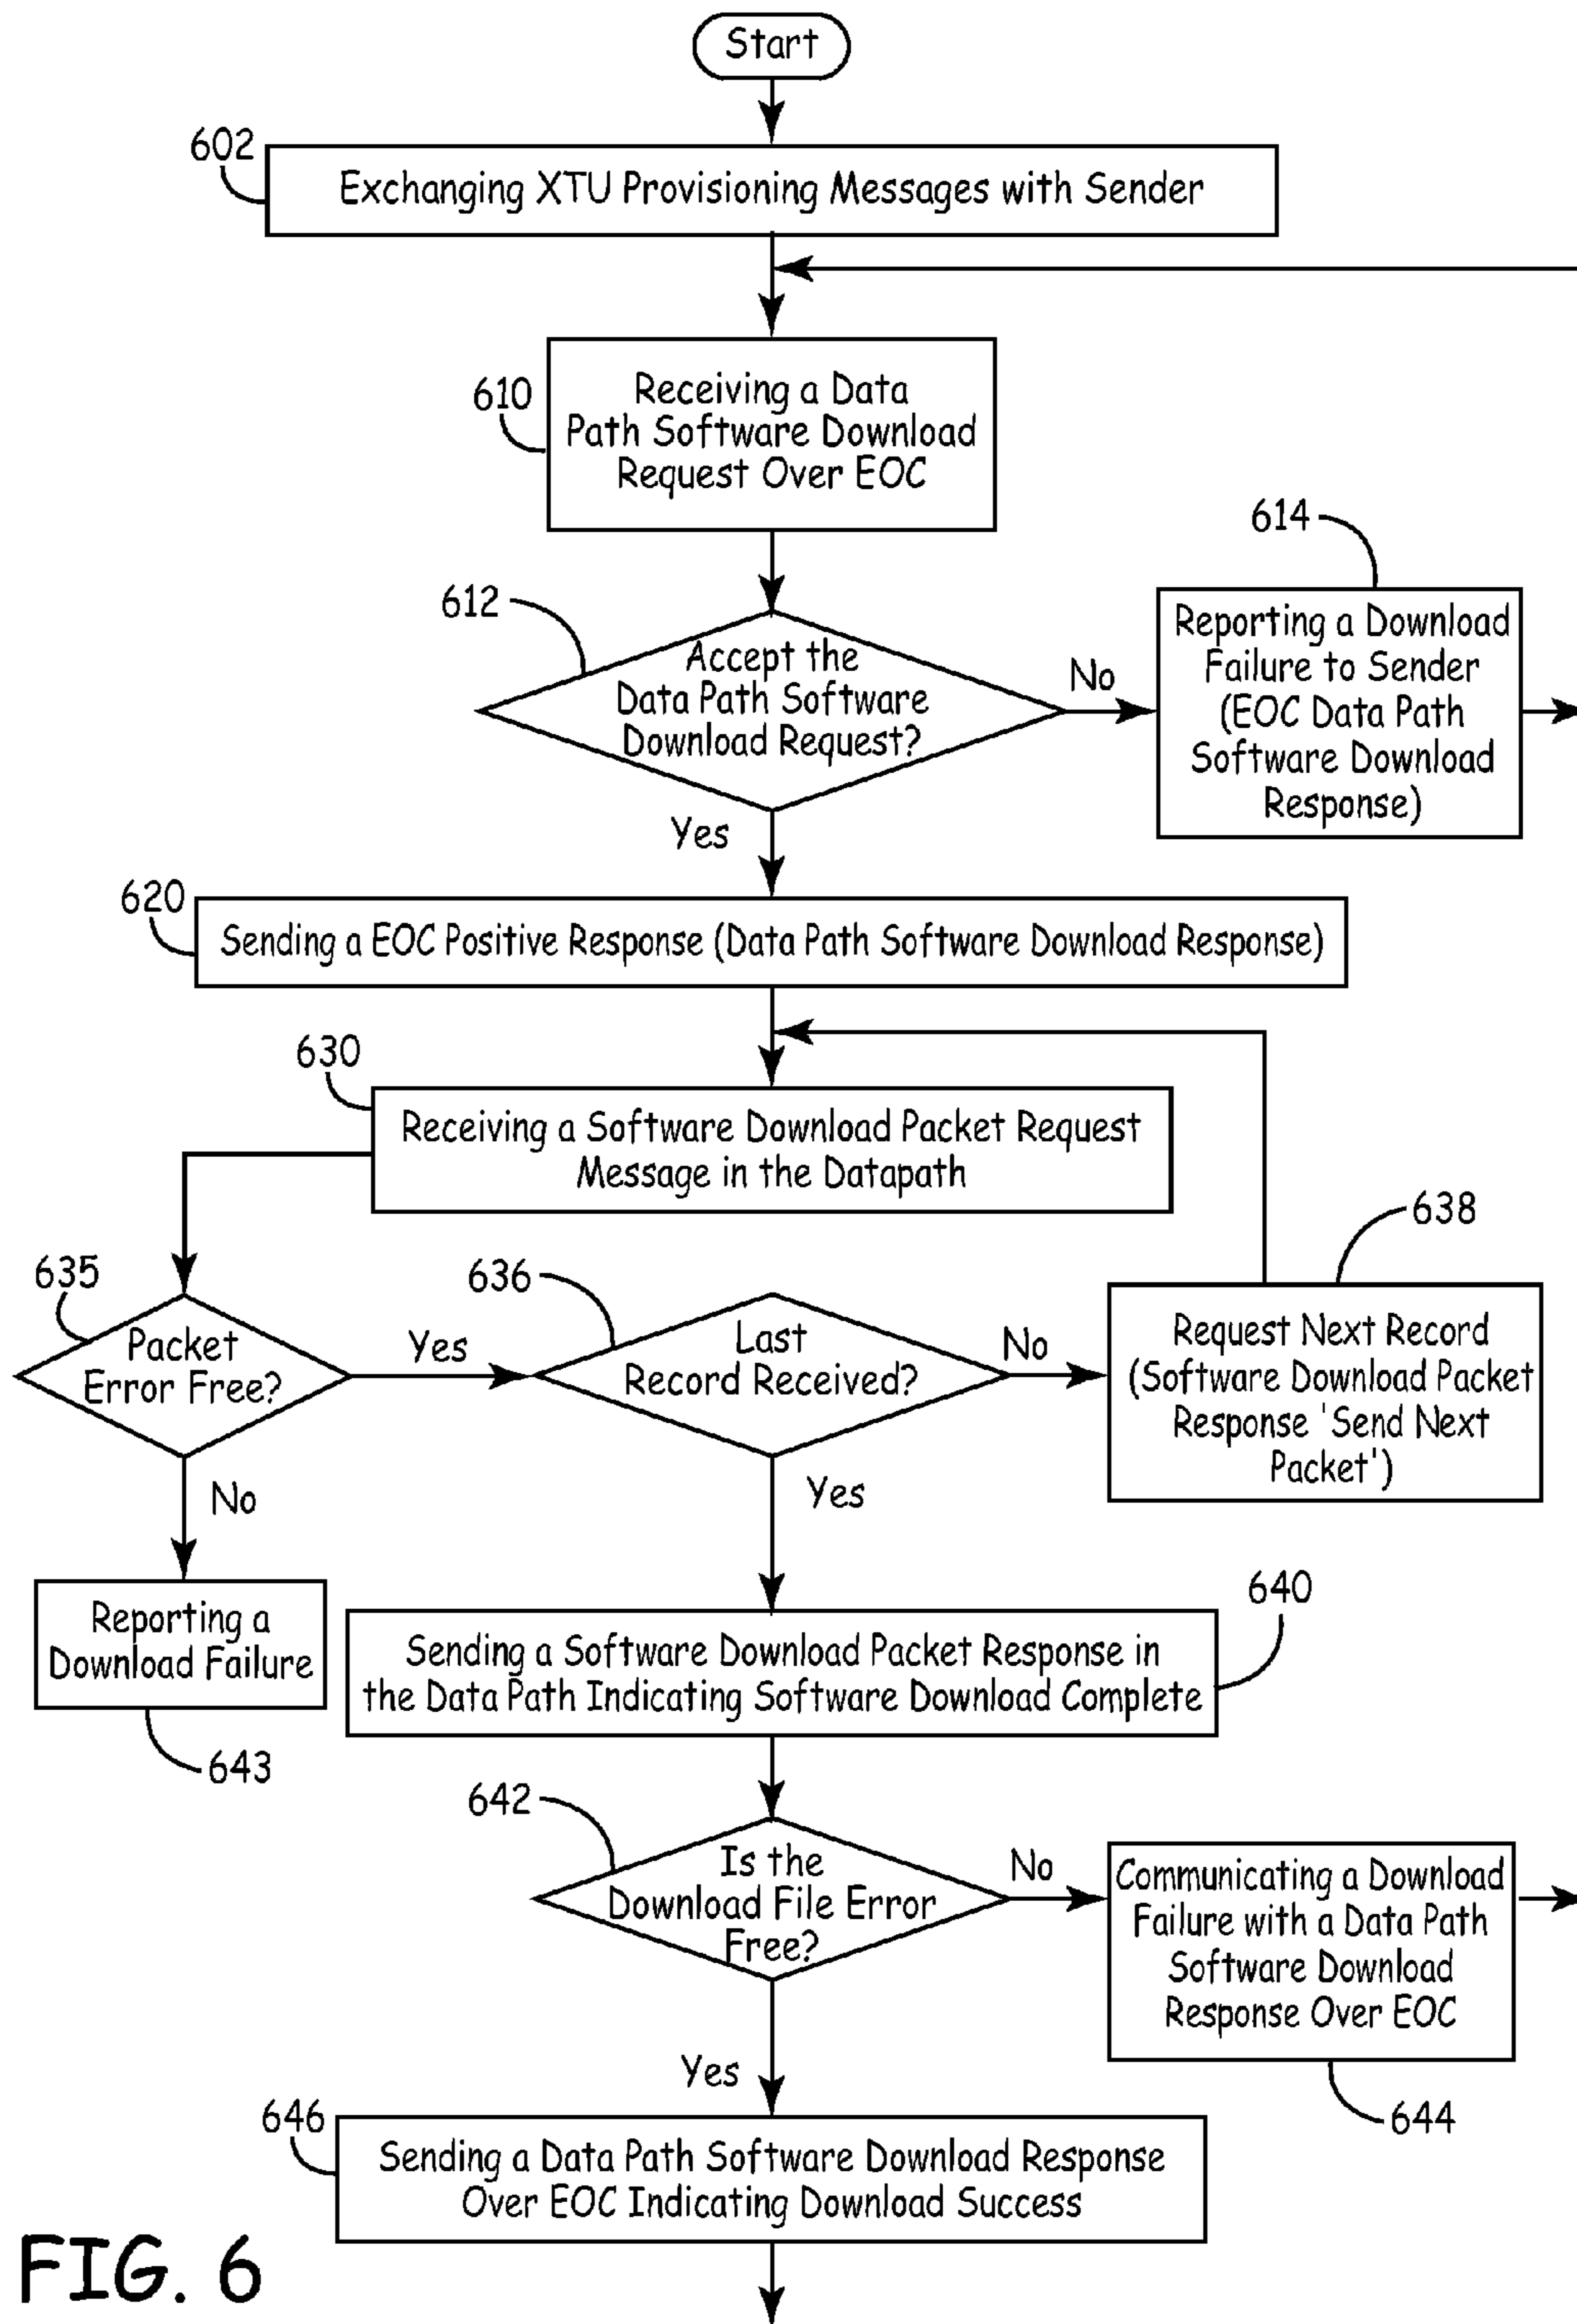 Start
602
Exchanging XTU Provisioning Messages with Sender
610
Receiving a Data
Path Software Download
Request Over EOC
612
Accept the
Data Path Software
Download Request?
No
614
Reporting a Download
Failure to Sender
(EOC Data Path
Software Download
Response)
Yes
620
Sending a EOC Positive Response (Data Path Software Download Response)
630
Receiving a Software Download Packet Request
Message in the Datapath
635
Packet
Error Free?
Yes
636
Last
Record Received?
No
638
Request Next Record
(Software Download Packet
Response 'Send Next
Packet')
No
Yes
Reporting a
Download Failure
643
640
Sending a Software Download Packet Response in
the Data Path Indicating Software Download Complete
642
Is the
Download File Error
Free?
No
Communicating a Download
Failure with a Data Path
Software Download
Response Over EOC
644
Yes
646
Sending a Data Path Software Download Response
Over EOC Indicating Download Success
FIG. 6